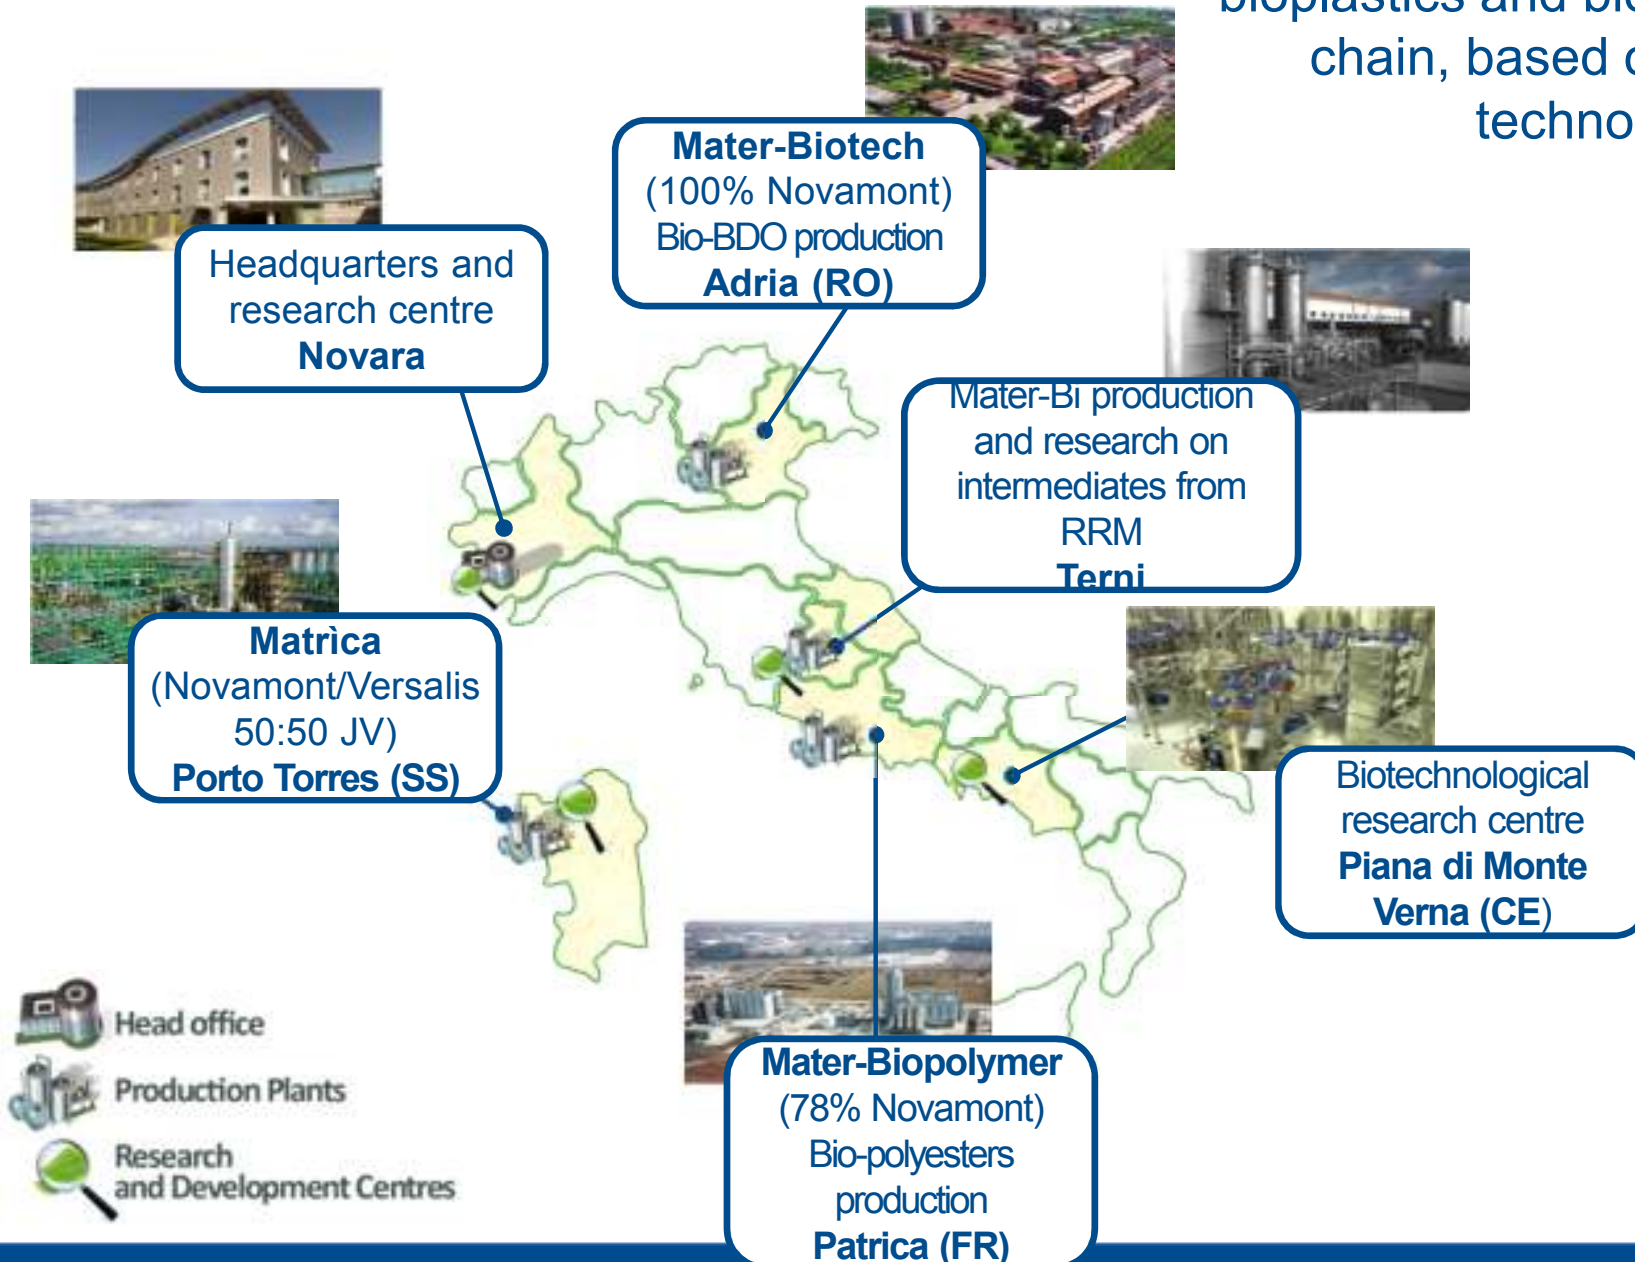 bioplastics and
chain, based
techno
Mater-Biotech
(100% Novamont)
Bio-BDO production
Adria (RO)
Headquarters and
research centre
Novara
Mater-Bi production
and research on
intermediates from
RRM
Terni
Matrìca
(Novamont/Versalis
50:50 JV)
Porto Torres (SS)
Biotechnological
research centre
Piana di Monte
Verna (CE)
Mater-Biopolymer
(78% Novamont)
Bio-polyesters
production
Patrica (FR)
Head office
Production Plants
Research
and Development Centres